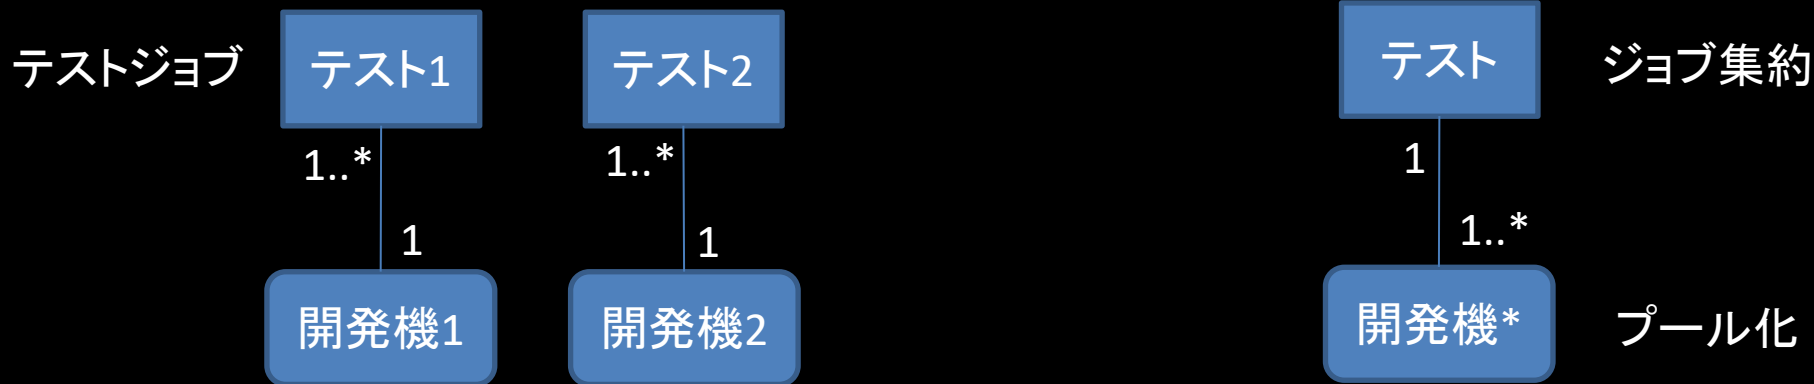 テストジョブ
テスト1
テスト2
テスト
ジョブ集約
1..*
1..*
1
1
1
1..*
開発機1
開発機2
開発機*
プール化